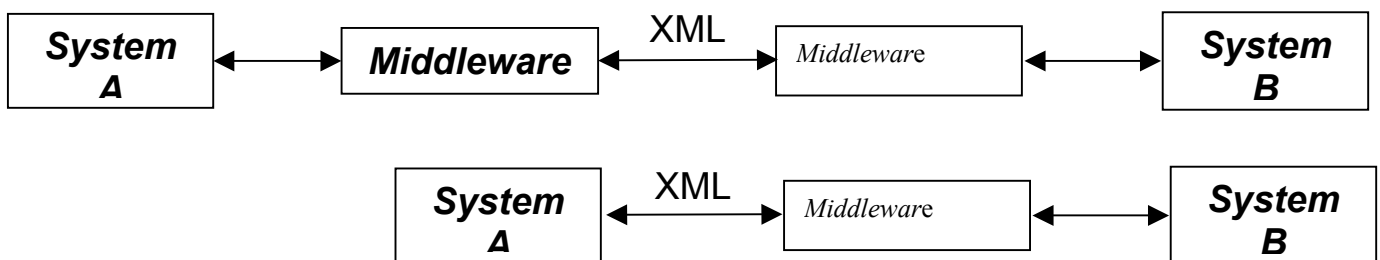 System
A
Middleware
XML
Middleware
System
B
System
A
XML
Middleware
System
B